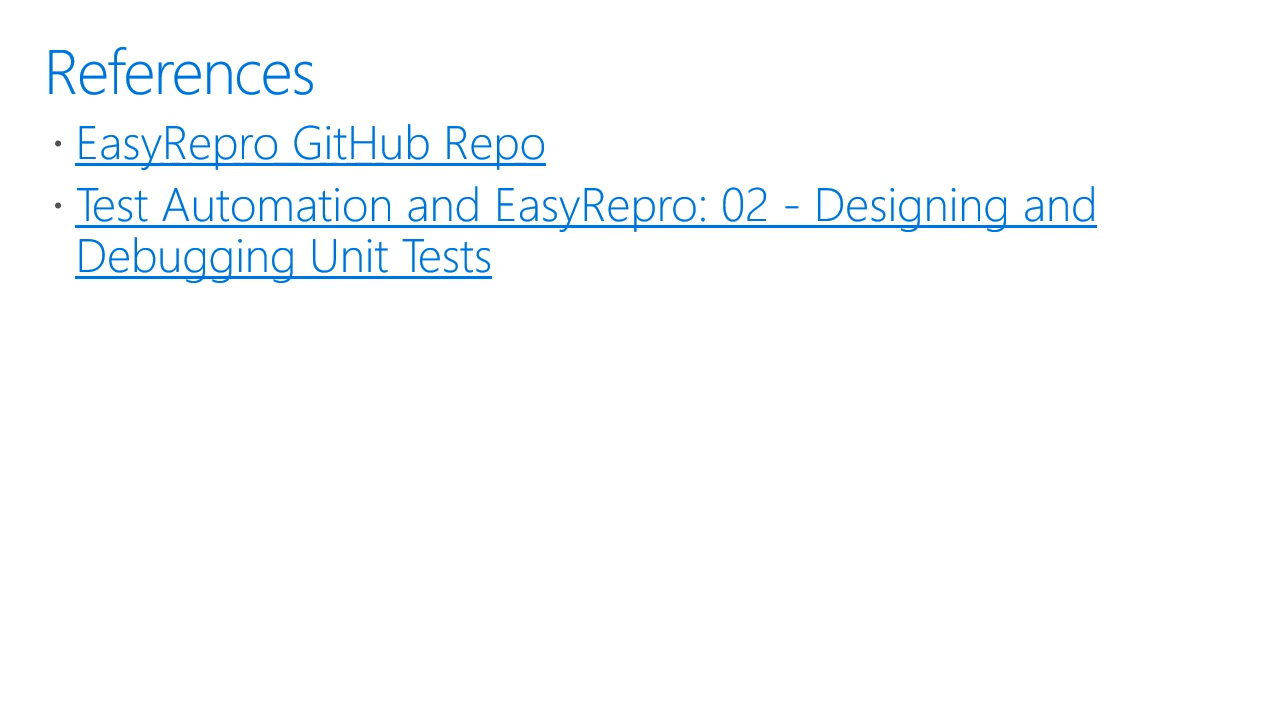 References
· EasyRepro GitHub Repo
· Test Automation and EasyRepro: 02 - Designing and
Debugging Unit Tests